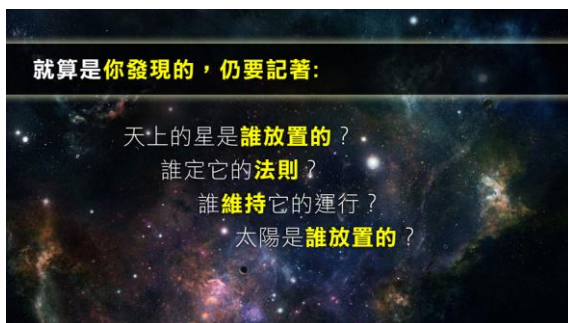 就算是你發現的，仍要記著:
天上的星是誰放置的？
誰定它的法則？
誰維持它的運行？
太陽是誰放置的？